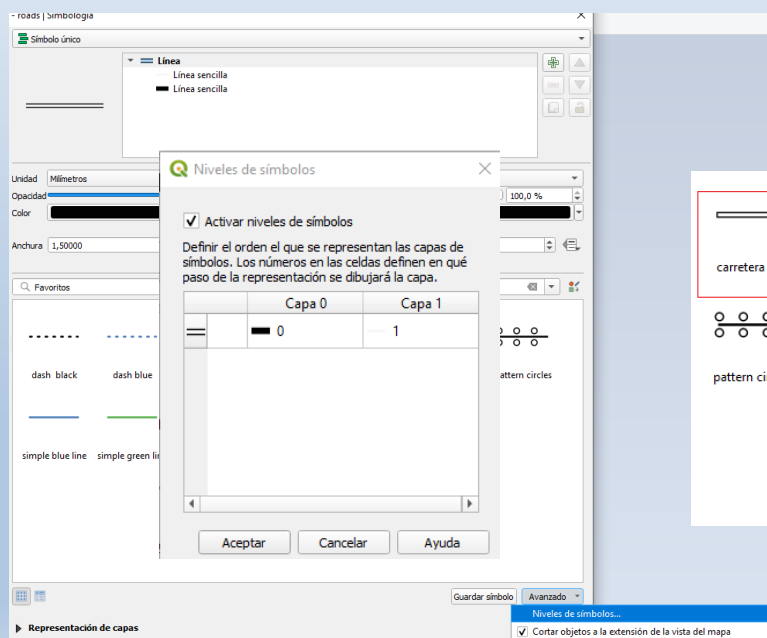 - roads | Simbología
Símbolo único
Línea
Línea sencilla
Línea sencilla
Unidad Milímetros
Opacidad 100,0 %
Color
Anchura 1,50000
Favoritos
dash black dash blue
simple blue line simple green
Niveles de símbolos
Activar niveles de símbolos
Definir el orden el que se representan las capas de
símbolos. Los números en las celdas definen en qué
paso de la representación se dibujará la capa.
Capa 0 Capa 1
0 1
Aceptar Cancelar Ayuda
attern circles
carretera
pattern ci
Guardar símbolo Avanzado
Niveles de símbolos...
Cortar objetos a la extensión de la vista del mapa
Representación de capas